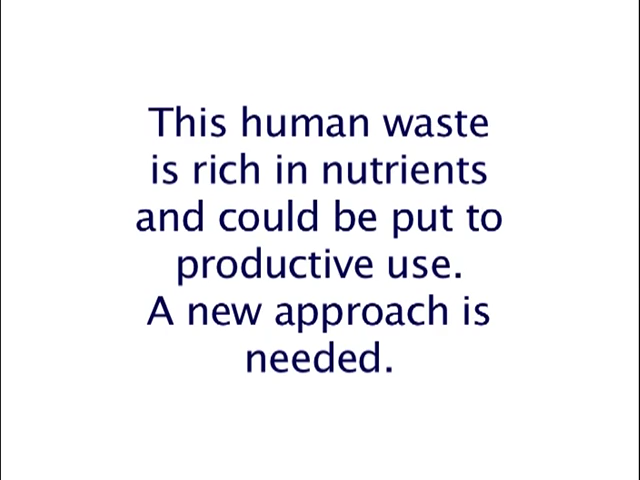 This human waste
is rich in nutrients
and could be put to
productive use.
A new approach is
needed.